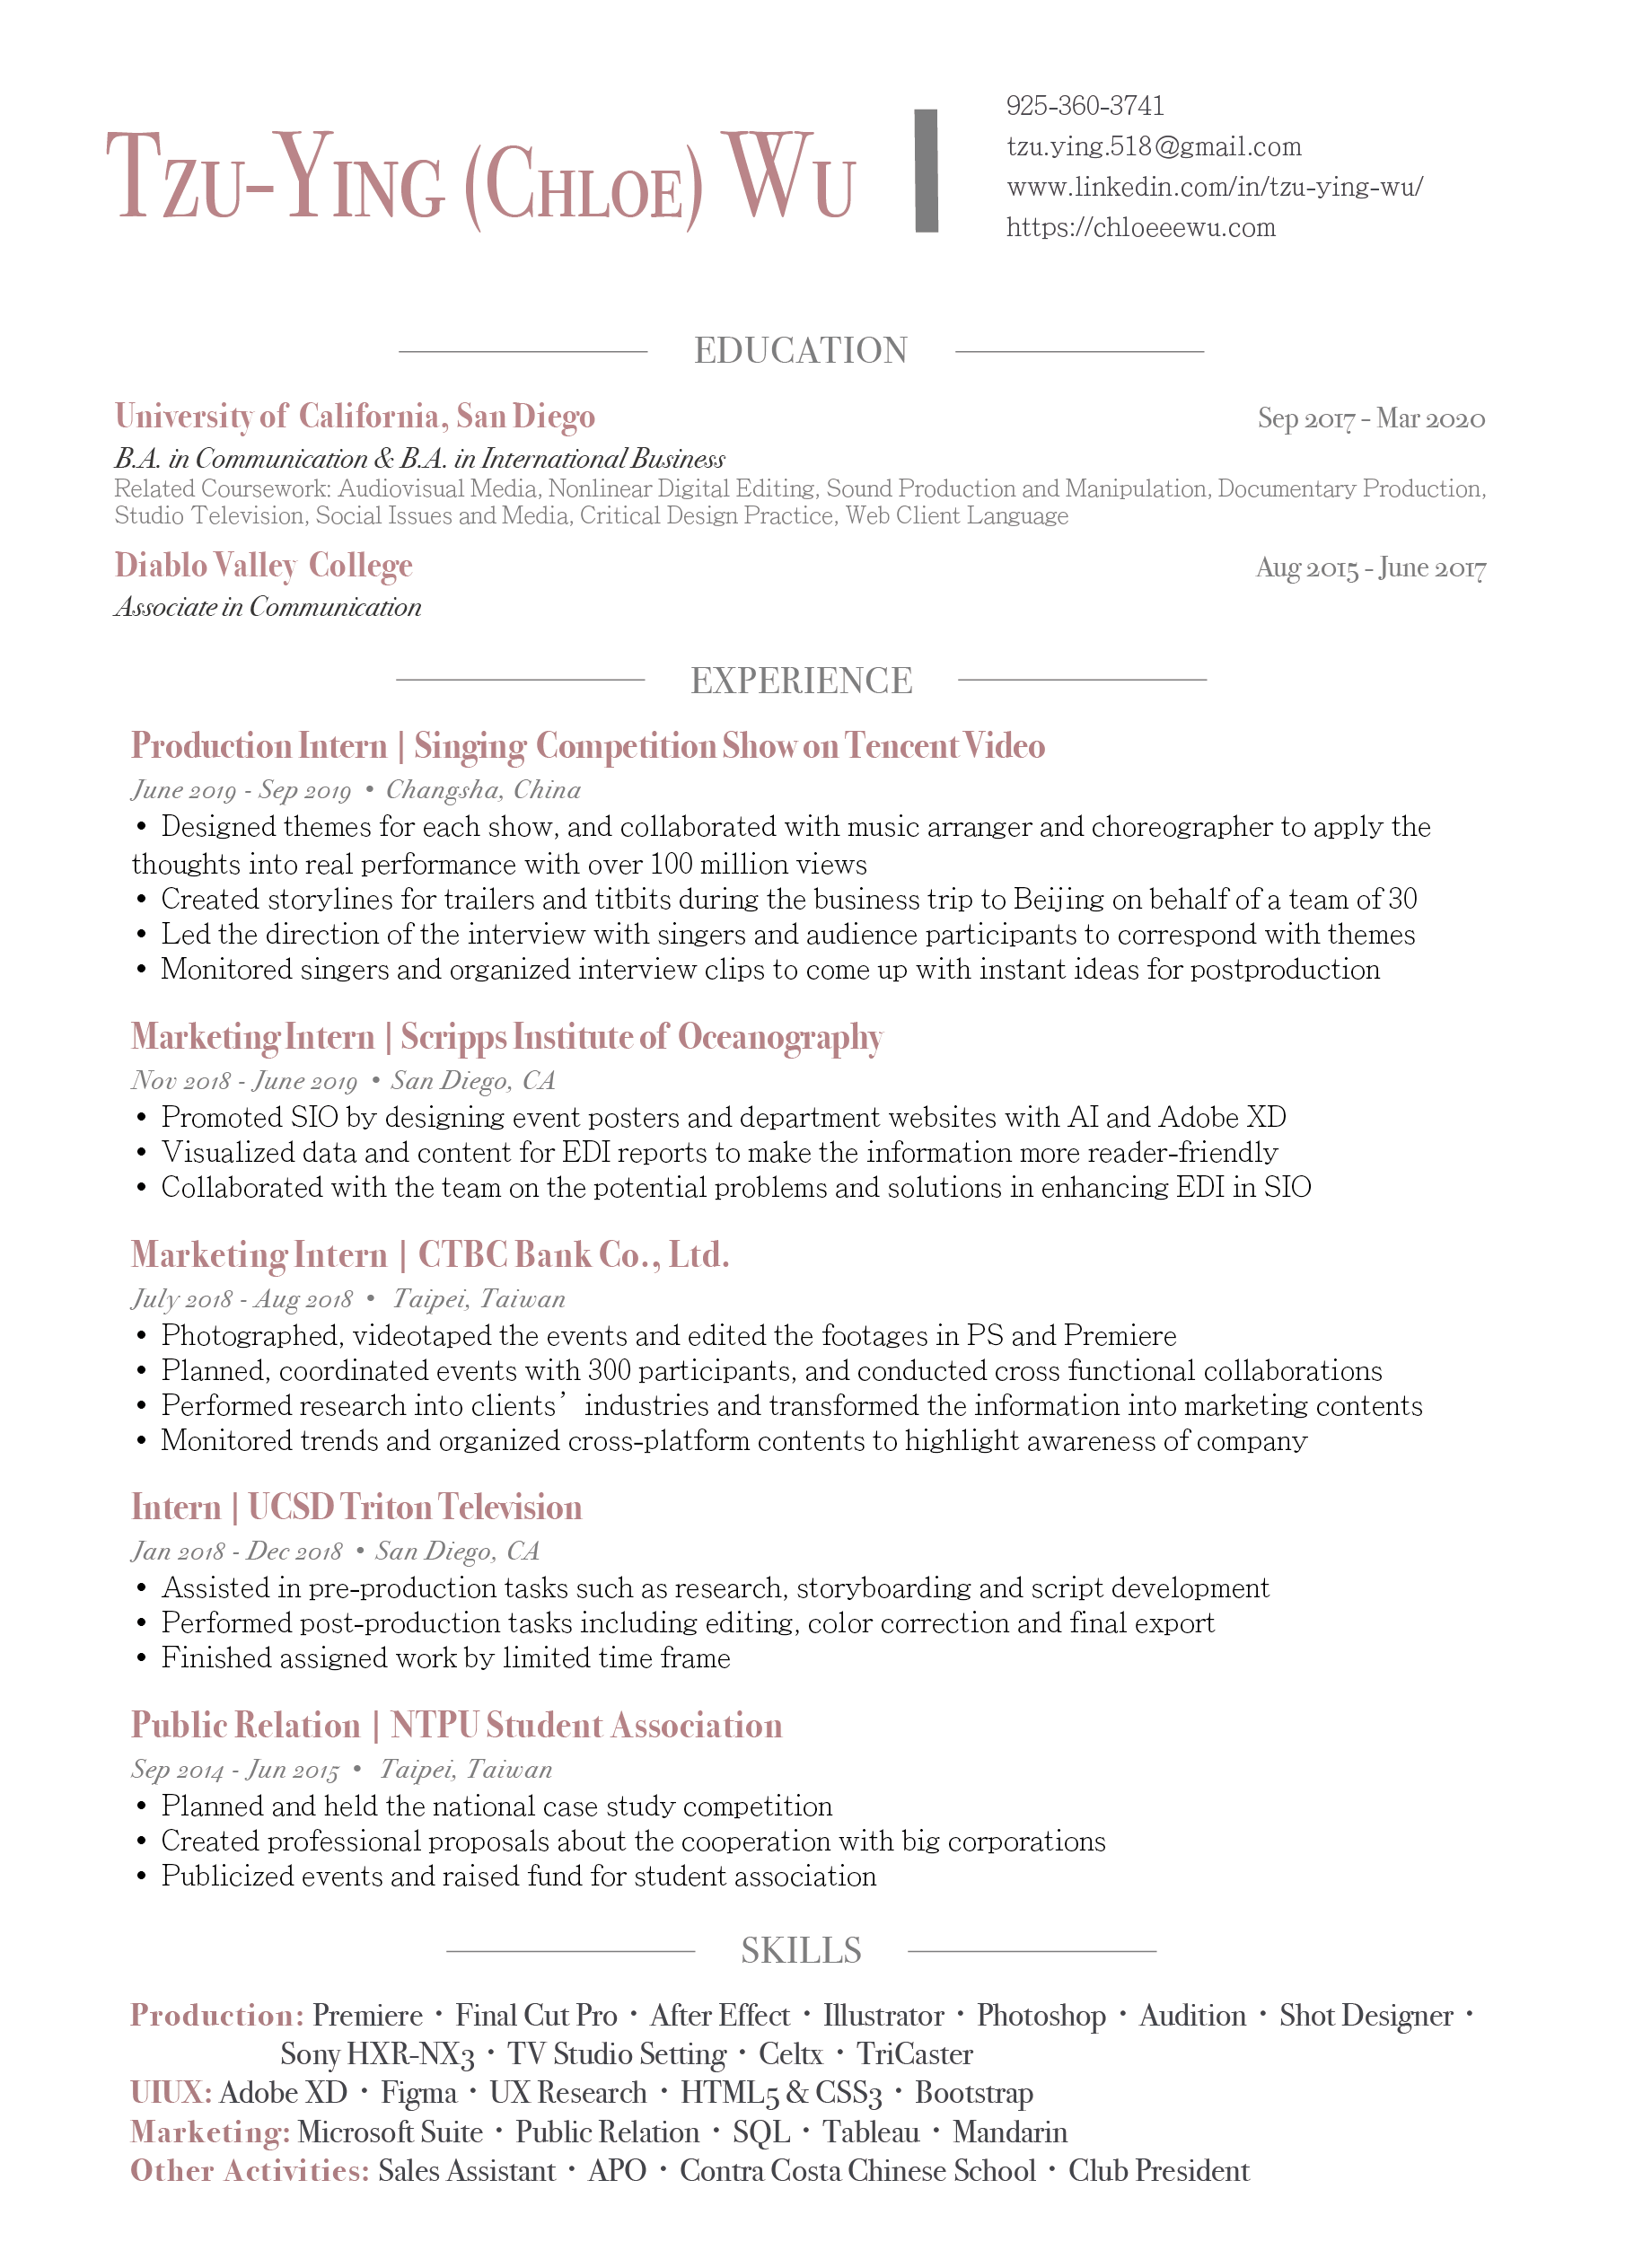 Tzu-Ying (Chloe) Wu
925-360-3741
tzu.ying.518@gmail.com
www.linkedin.com/in/tzu-ying-wu/
https://chloeeewu.com
EDUCATION
University of California, San Diego Sep 2017 - Mar 2020
B.A. in Communication & B.A. in International Business
Related Coursework: Audiovisual Media, Nonlinear Digital Editing, Sound Production and Manipulation, Documentary Production,
Studio Television, Social Issues and Media, Critical Design Practice, Web Client Language
Diablo Valley College Aug 2015 - June 2017
Associate in Communication
EXPERIENCE
Production Intern | Singing Competition Show on Tencent Video
June 2019 - Sep 2019 • Changsha, China
• Designed themes for each show, and collaborated with music arranger and choreographer to apply the
thoughts into real performance with over 100 million views
• Created storylines for trailers and titbits during the business trip to Beijing on behalf of a team of 30
• Led the direction of the interview with singers and audience participants to correspond with themes
• Monitored singers and organized interview clips to come up with instant ideas for postproduction
Marketing Intern | Scripps Institute of Oceanography
Nov 2018 - June 2019 • San Diego, CA
• Promoted SIO by designing event posters and department websites with AI and Adobe XD
• Visualized data and content for EDI reports to make the information more reader-friendly
• Collaborated with the team on the potential problems and solutions in enhancing EDI in SIO
Marketing Intern | CTBC Bank Co., Ltd.
July 2018 - Aug 2018 • Taipei, Taiwan
• Photographed, videotaped the events and edited the footages in PS and Premiere
• Planned, coordinated events with 300 participants, and conducted cross functional collaborations
• Performed research into clients’ industries and transformed the information into marketing contents
• Monitored trends and organized cross-platform contents to highlight awareness of company
Intern | UCSD Triton Television
Jan 2018 - Dec 2018 • San Diego, CA
• Assisted in pre-production tasks such as research, storyboarding and script development
• Performed post-production tasks including editing, color correction and final export
• Finished assigned work by limited time frame
Public Relation | NTPU Student Association
Sep 2014 - Jun 2015 • Taipei, Taiwan
• Planned and held the national case study competition
• Created professional proposals about the cooperation with big corporations
• Publicized events and raised fund for student association
SKILLS
Production: Premiere · Final Cut Pro · After Effect · Illustrator · Photoshop · Audition · Shot Designer ·
Sony HXR-NX3 · TV Studio Setting · Celtx · TriCaster
UIUX: Adobe XD · Figma · UX Research · HTML5 & CSS3 · Bootstrap
Marketing: Microsoft Suite · Public Relation · SQL · Tableau · Mandarin
Other Activities: Sales Assistant · APO · Contra Costa Chinese School · Club President